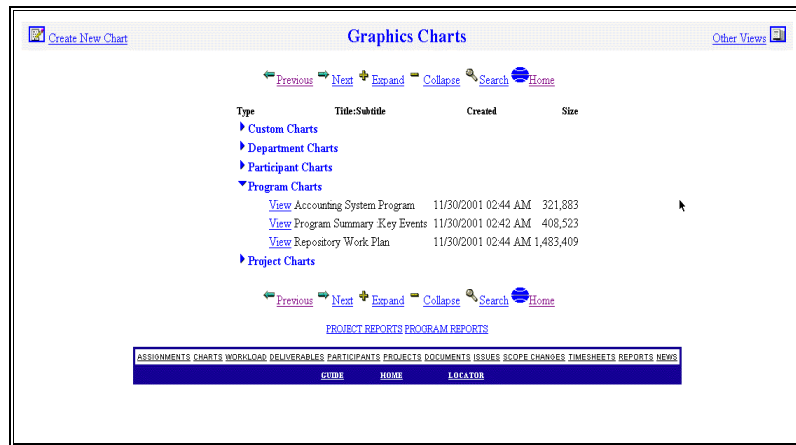 Create New Chart Graphics Charts Other Views
Previous Next Expand Collapse Search Home
Type Title:Subtitle Created Size
Custom Charts
Department Charts
Participant Charts
Program Charts
View Accounting System Program 11/30/2001 02:44 AM 321,883
View Program Summary :Key Events 11/30/2001 02:42 AM 408,523
View Repository Work Plan 11/30/2001 02:44 AM 1,483,409
Project Charts
Previous Next Expand Collapse Search Home
PROJECT REPORTS PROGRAM REPORTS
ASSIGNMENTS CHARTS WORKLOAD DELIVERABLES PARTICIPANTS PROJECTS DOCUMENTS ISSUES SCOPE CHANGES TIMESHEETS REPORTS NEWS
GUIDE HOME LOCATOR